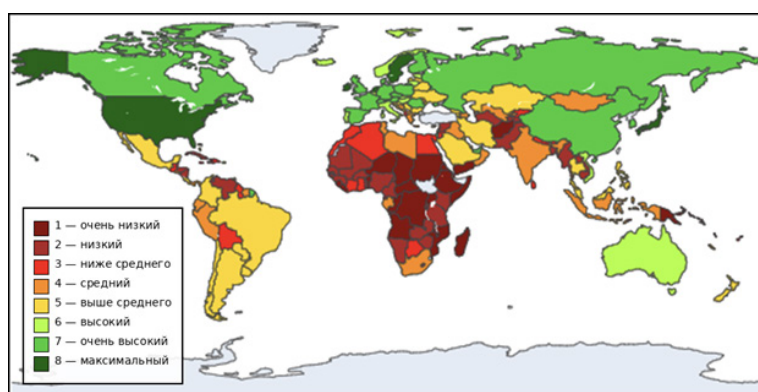 1 — очень низкий
2 — низкий
3 — ниже среднего
4 — средний
5 — выше среднего
6 — высокий
7 — очень высокий
8 — максимальный